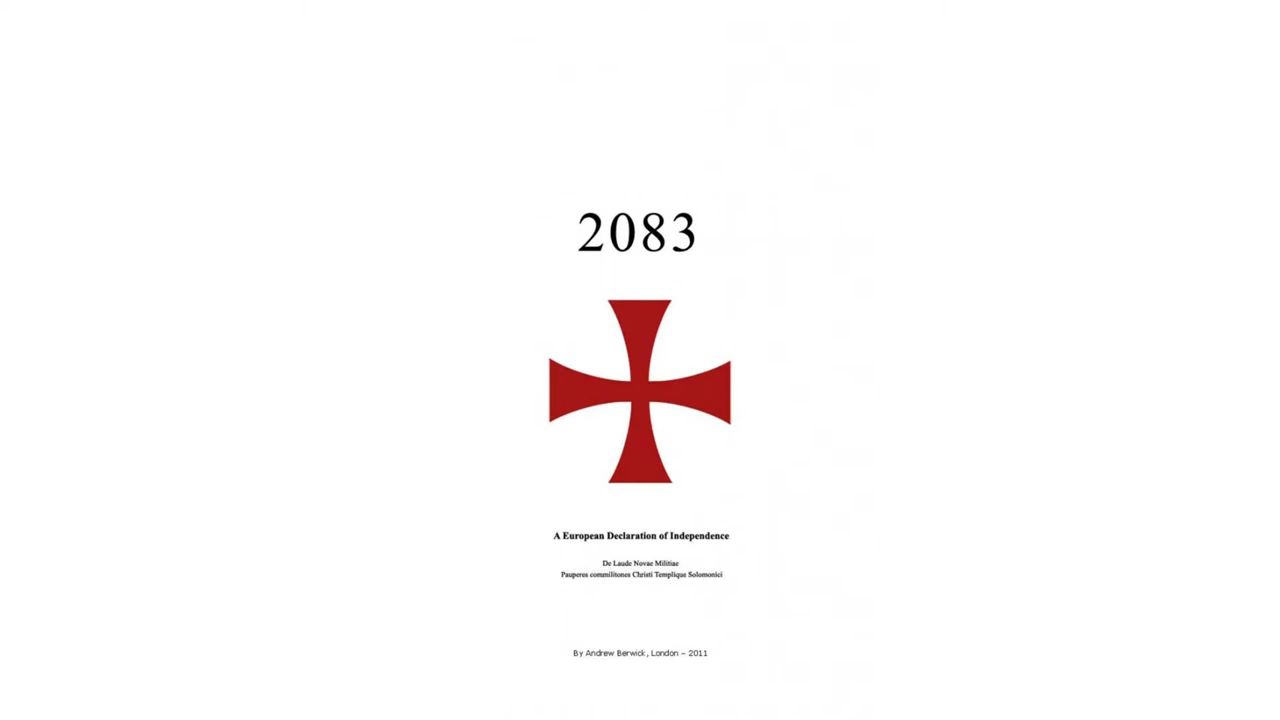 2083
A European Declaration of Independence
De Laude Novae Militiae
Pauperes commilitones Christi Templique Solomonici
By Andrew Berwick, London – 2011